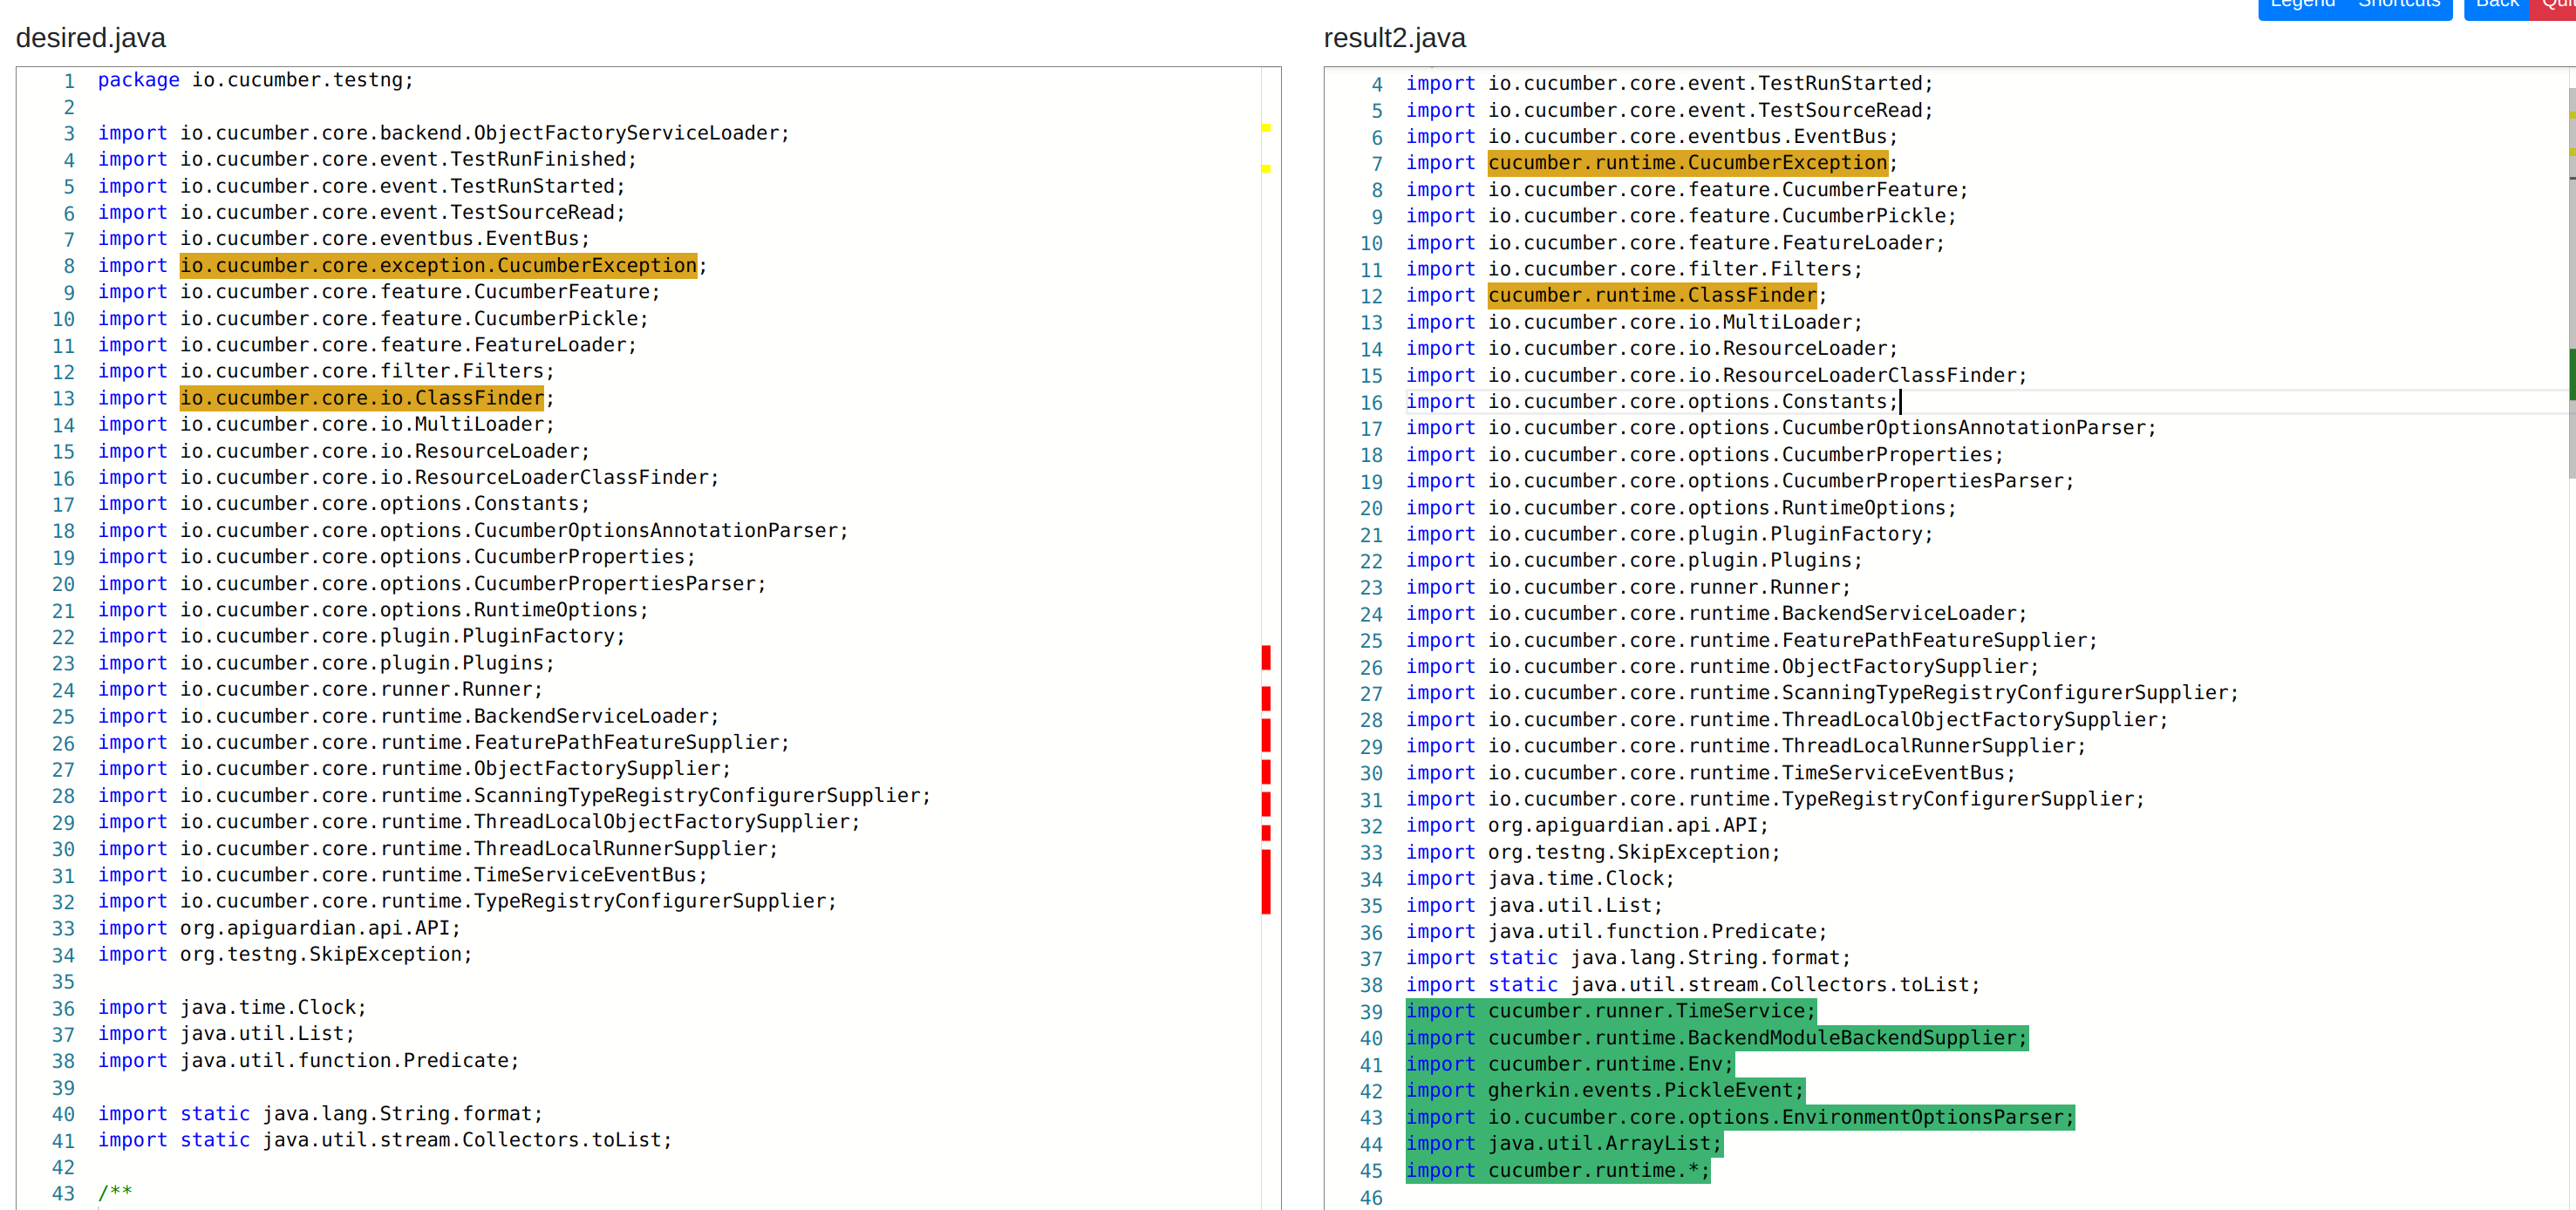 Legend Shortcuts Back Quit
desired.java
1 package io.cucumber.testng;
2
3 import io.cucumber.core.backend.ObjectFactoryServiceLoader;
4 import io.cucumber.core.event.TestRunFinished;
5 import io.cucumber.core.event.TestRunStarted;
6 import io.cucumber.core.event.TestSourceRead;
7 import io.cucumber.core.eventbus.EventBus;
8 import io.cucumber.core.exception.CucumberException;
9 import io.cucumber.core.feature.CucumberFeature;
10 import io.cucumber.core.feature.CucumberPickle;
11 import io.cucumber.core.feature.FeatureLoader;
12 import io.cucumber.core.filter.Filters;
13 import io.cucumber.core.io.ClassFinder;
14 import io.cucumber.core.io.MultiLoader;
15 import io.cucumber.core.io.ResourceLoader;
16 import io.cucumber.core.io.ResourceLoaderClassFinder;
17 import io.cucumber.core.options.Constants;
18 import io.cucumber.core.options.CucumberOptionsAnnotationParser;
19 import io.cucumber.core.options.CucumberProperties;
20 import io.cucumber.core.options.CucumberPropertiesParser;
21 import io.cucumber.core.options.RuntimeOptions;
22 import io.cucumber.core.plugin.PluginFactory;
23 import io.cucumber.core.plugin.Plugins;
24 import io.cucumber.core.runner.Runner;
25 import io.cucumber.core.runtime.BackendServiceLoader;
26 import io.cucumber.core.runtime.FeaturePathFeatureSupplier;
27 import io.cucumber.core.runtime.ObjectFactorySupplier;
28 import io.cucumber.core.runtime.ScanningTypeRegistryConfigurerSupplier;
29 import io.cucumber.core.runtime.ThreadLocalObjectFactorySupplier;
30 import io.cucumber.core.runtime.ThreadLocalRunnerSupplier;
31 import io.cucumber.core.runtime.TimeServiceEventBus;
32 import io.cucumber.core.runtime.TypeRegistryConfigurerSupplier;
33 import org.apiguardian.api.API;
34 import org.testng.SkipException;
35
36 import java.time.Clock;
37 import java.util.List;
38 import java.util.function.Predicate;
39
40 import static java.lang.String.format;
41 import static java.util.stream.Collectors.toList;
42
43 /**
result2.java
4 import io.cucumber.core.event.TestRunStarted;
5 import io.cucumber.core.event.TestSourceRead;
6 import io.cucumber.core.eventbus.EventBus;
7 import cucumber.runtime.CucumberException;
8 import io.cucumber.core.feature.CucumberFeature;
9 import io.cucumber.core.feature.CucumberPickle;
10 import io.cucumber.core.feature.FeatureLoader;
11 import io.cucumber.core.filter.Filters;
12 import cucumber.runtime.ClassFinder;
13 import io.cucumber.core.io.MultiLoader;
14 import io.cucumber.core.io.ResourceLoader;
15 import io.cucumber.core.io.ResourceLoaderClassFinder;
16 import io.cucumber.core.options.Constants;
17 import io.cucumber.core.options.CucumberOptionsAnnotationParser;
18 import io.cucumber.core.options.CucumberProperties;
19 import io.cucumber.core.options.CucumberPropertiesParser;
20 import io.cucumber.core.options.RuntimeOptions;
21 import io.cucumber.core.plugin.PluginFactory;
22 import io.cucumber.core.plugin.Plugins;
23 import io.cucumber.core.runner.Runner;
24 import io.cucumber.core.runtime.BackendServiceLoader;
25 import io.cucumber.core.runtime.FeaturePathFeatureSupplier;
26 import io.cucumber.core.runtime.ObjectFactorySupplier;
27 import io.cucumber.core.runtime.ScanningTypeRegistryConfigurerSupplier;
28 import io.cucumber.core.runtime.ThreadLocalObjectFactorySupplier;
29 import io.cucumber.core.runtime.ThreadLocalRunnerSupplier;
30 import io.cucumber.core.runtime.TimeServiceEventBus;
31 import io.cucumber.core.runtime.TypeRegistryConfigurerSupplier;
32 import org.apiguardian.api.API;
33 import org.testng.SkipException;
34 import java.time.Clock;
35 import java.util.List;
36 import java.util.function.Predicate;
37 import static java.lang.String.format;
38 import static java.util.stream.Collectors.toList;
39 import cucumber.runner.TimeService;
40 import cucumber.runtime.BackendModuleBackendSupplier;
41 import cucumber.runtime.Env;
42 import gherkin.events.PickleEvent;
43 import io.cucumber.core.options.EnvironmentOptionsParser;
44 import java.util.ArrayList;
45 import cucumber.runtime.*;
46